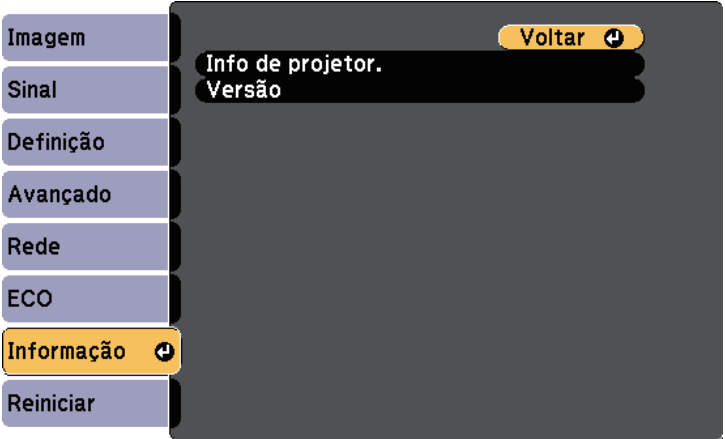 Imagem
Sinal
Definição
Avançado
Rede
ECO
Informação
Reiniciar
Voltar
Info de projetor.
Versão